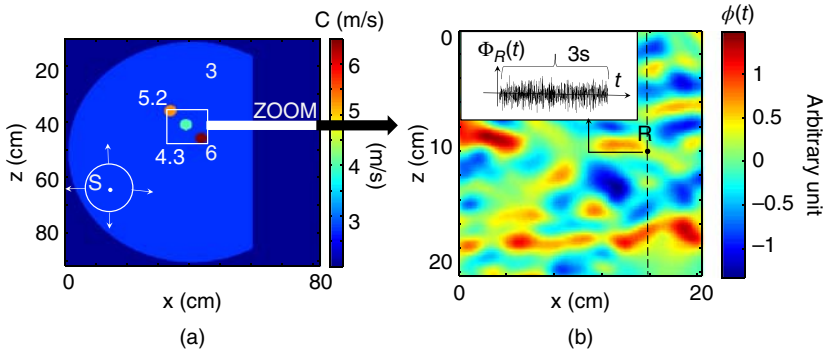 C (m/s)
3
5.2
ZOOM
4.3
6
S
10
20
40
60
80
z (cm)
0
80
x (cm)
6
5
4
3
(m/s)
(a)
ϕ(t)
Φ_R(t)
3s
t
R
0
10
20
z (cm)
0
20
x (cm)
1
0.5
0
−0.5
−1
Arbitrary unit
(b)